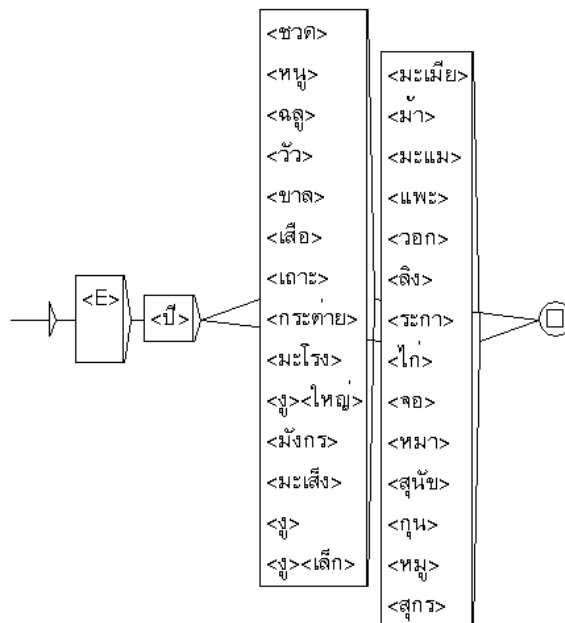 <E>
<ปี>
<ชวด>
<หนู>
<ฉลู>
<วัว>
<ขาล>
<เสือ>
<เถาะ>
<กระต่าย>
<มะโรง>
<งู><ใหญ่>
<มังกร>
<มะเส็ง>
<งู>
<งู><เล็ก>
<มะเมีย>
<ม้า>
<มะแม>
<แพะ>
<วอก>
<ลิง>
<ระกา>
<ไก่>
<จอ>
<หมา>
<สุนัข>
<กุน>
<หมู>
<สุกร>